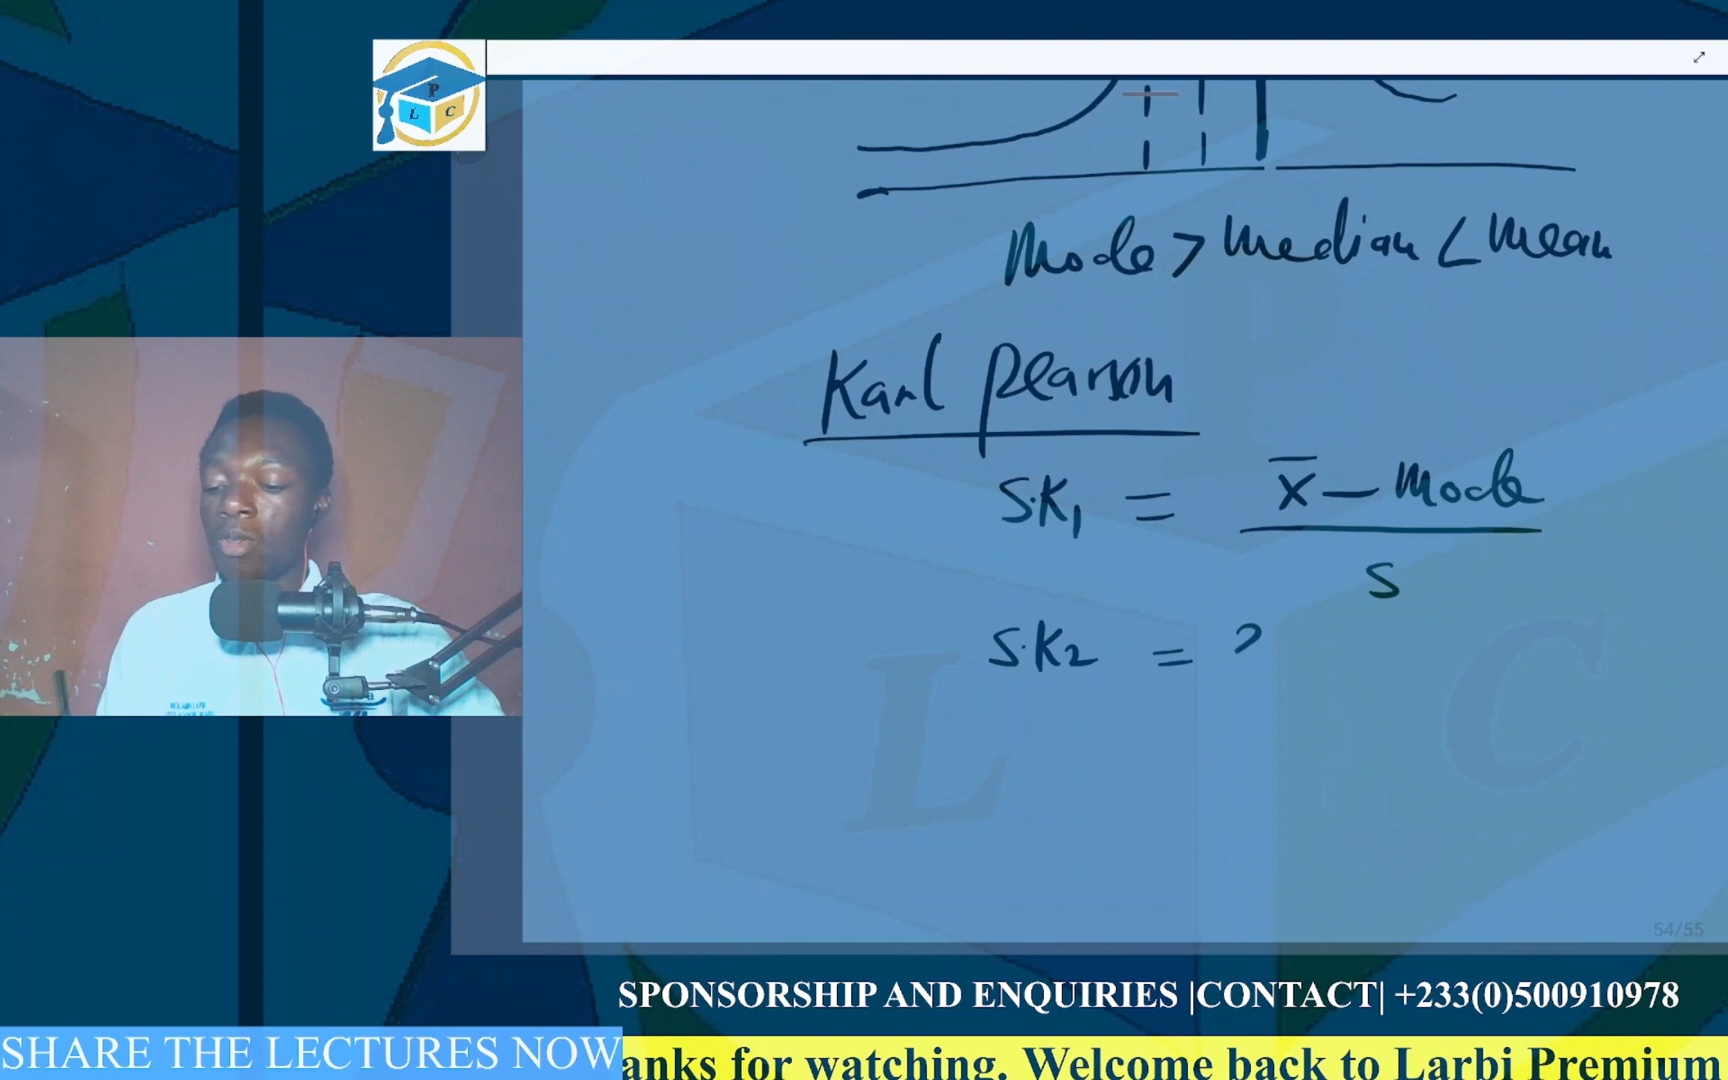 P
L C
Mode > median < mean
Karl pearson
S.K1 = x̄ - Mode
S
S.K2 =
L C
54/55
SPONSORSHIP AND ENQUIRIES |CONTACT| +233(0)500910978
SHARE THE LECTURES NOW
anks for watching. Welcome back to Larbi Premium